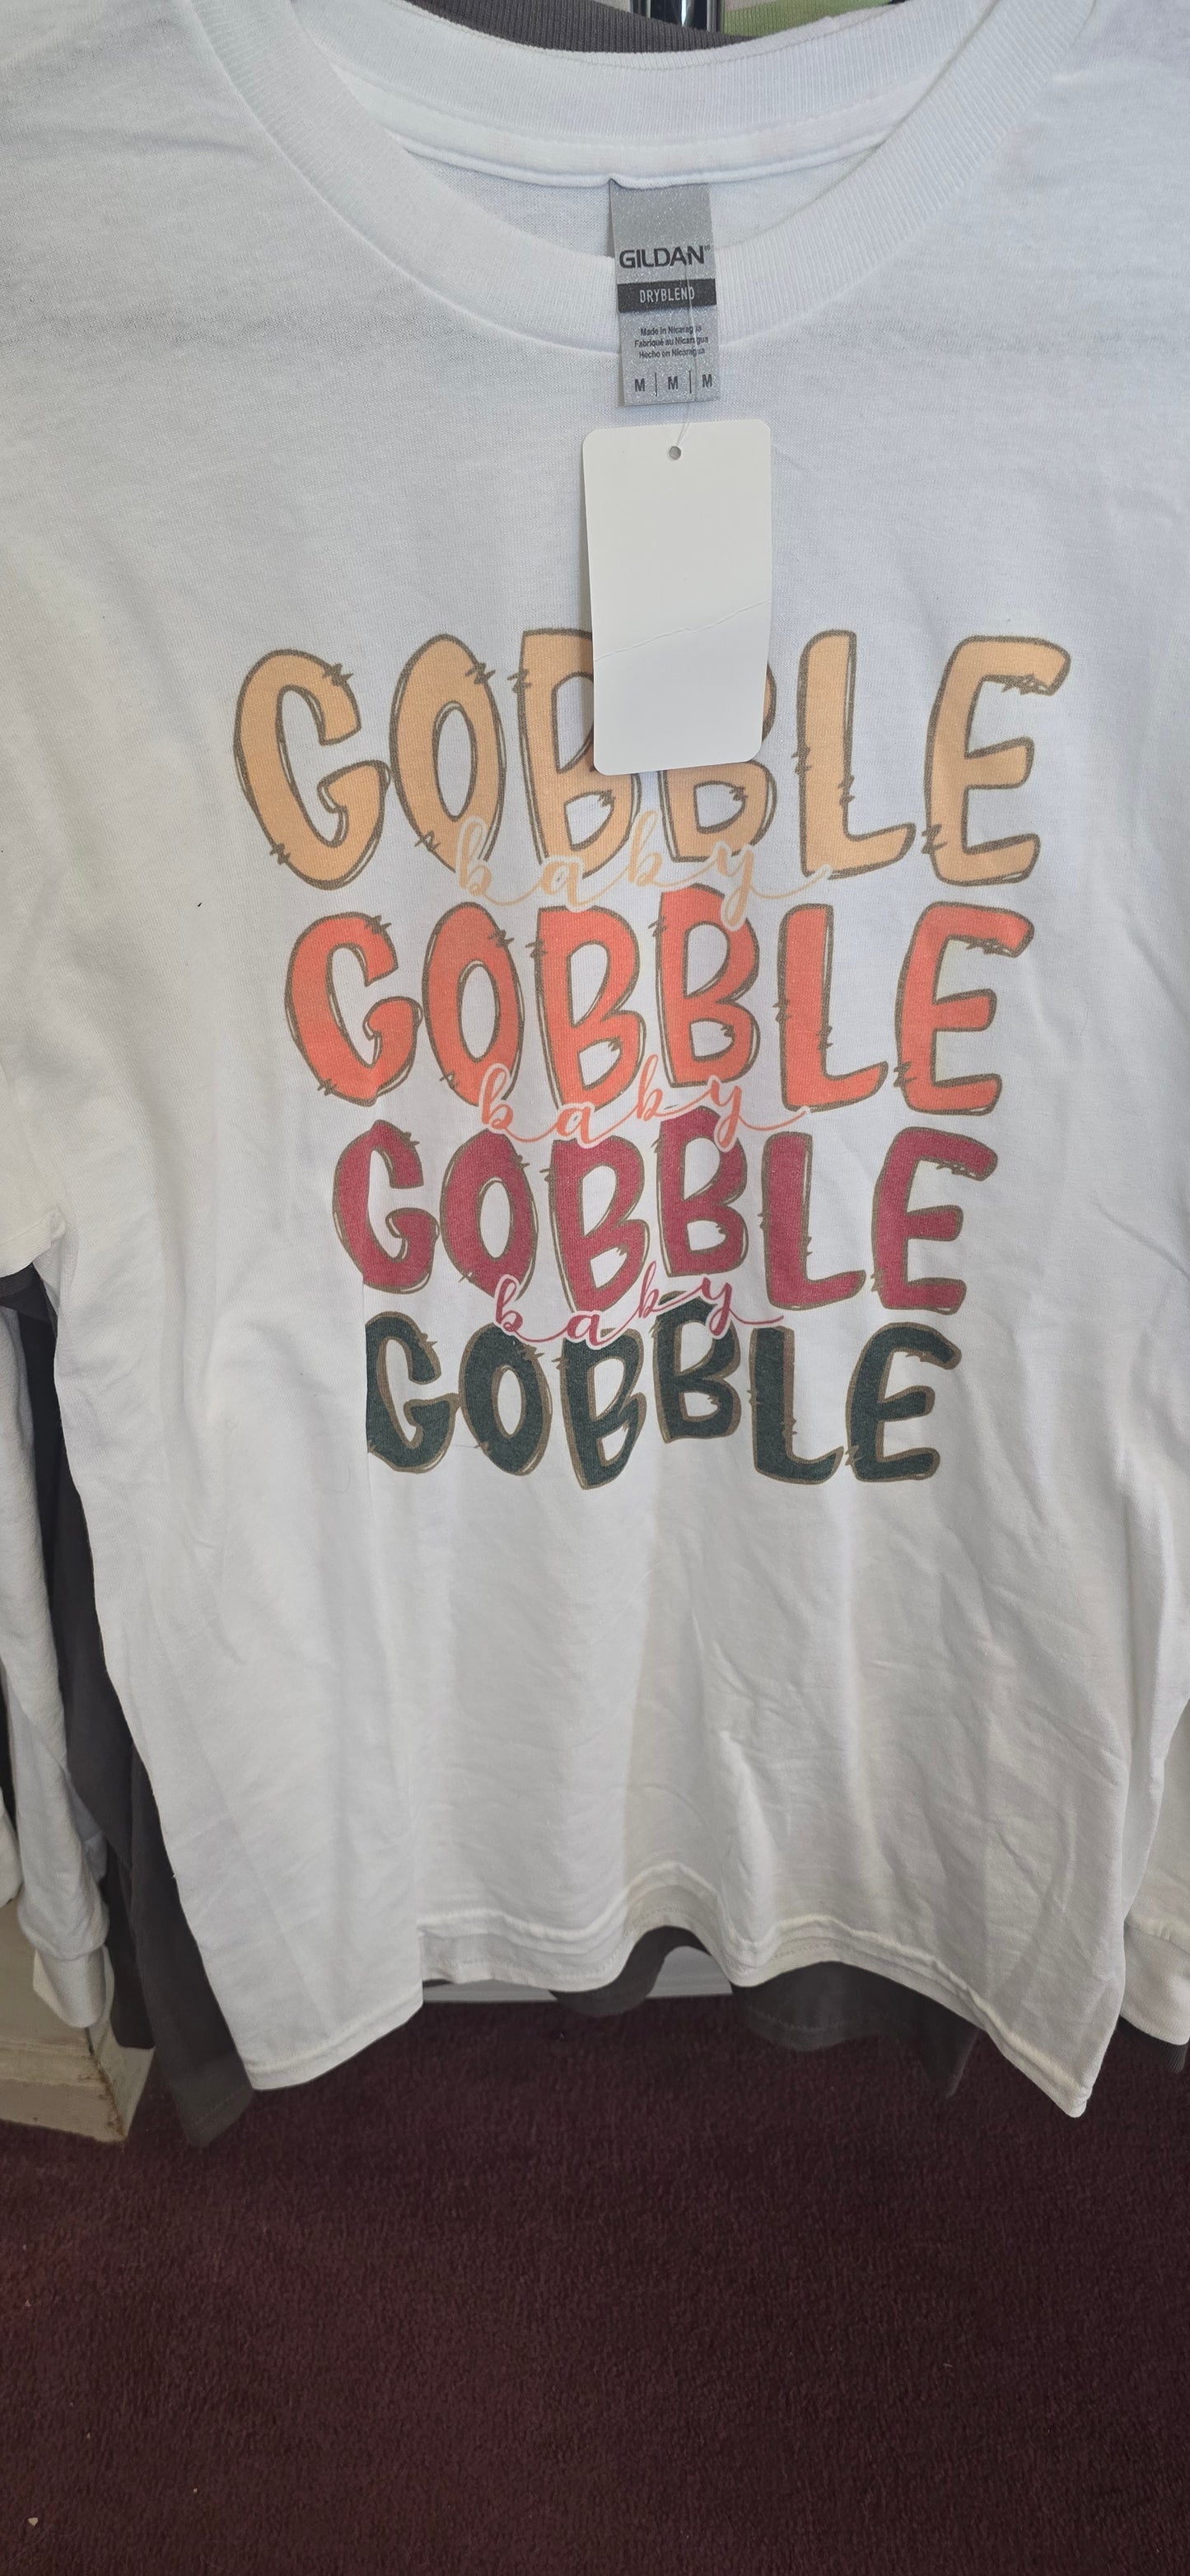 GILDAN®
DRYBLEND
Made in Nicaragua
Fabriqué au Nicaragua
Hecho en Nicaragua
M | M | M
GOBBLE
baby
GOBBLE
baby
GOBBLE
baby
GOBBLE